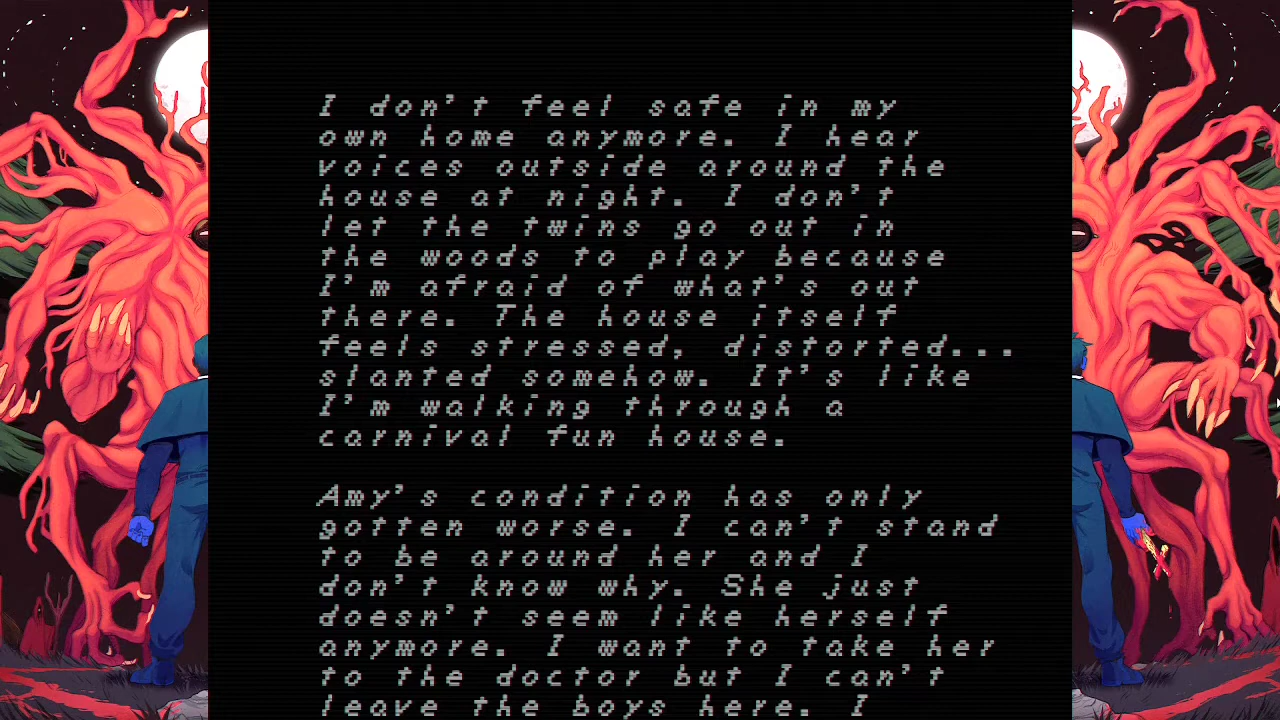 I don't feel safe in my
own home anymore. I hear
voices outside around the
house at night. I don't
let the twins go out in
the woods to play because
I'm afraid of what's out
there. The house itself
feels stressed, distorted...
slanted somehow. It's like
I'm walking through a
carnival fun house.
Amy's condition has only
gotten worse. I can't stand
to be around her and I
don't know why. She just
doesn't seem like herself
anymore. I want to take her
to the doctor but I can't
leave the boys here. I